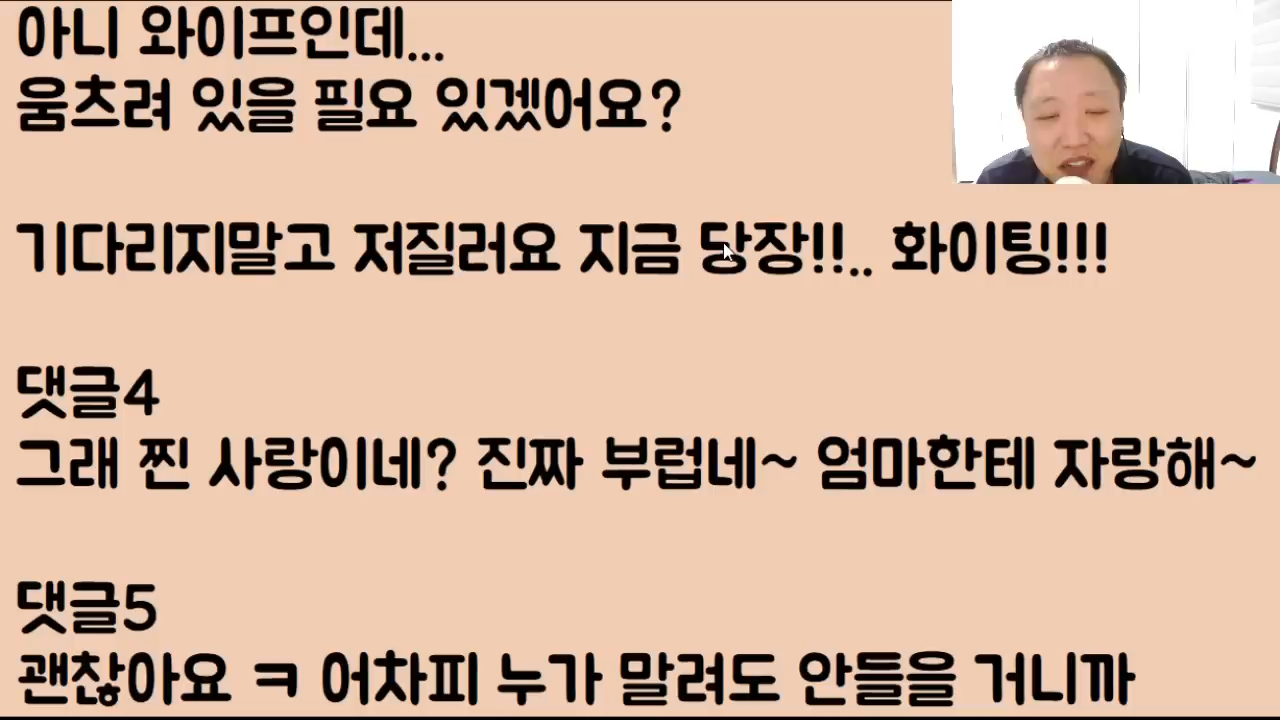 아니 와이프인데...
움츠려 있을 필요 있겠어요?
기다리지말고 저질러요 지금 당장!!.. 화이팅!!!
댓글4
그래 찐 사랑이네? 진짜 부럽네~ 엄마한테 자랑해~
댓글5
괜찮아요 ㅋ 어차피 누가 말려도 안들을 거니까